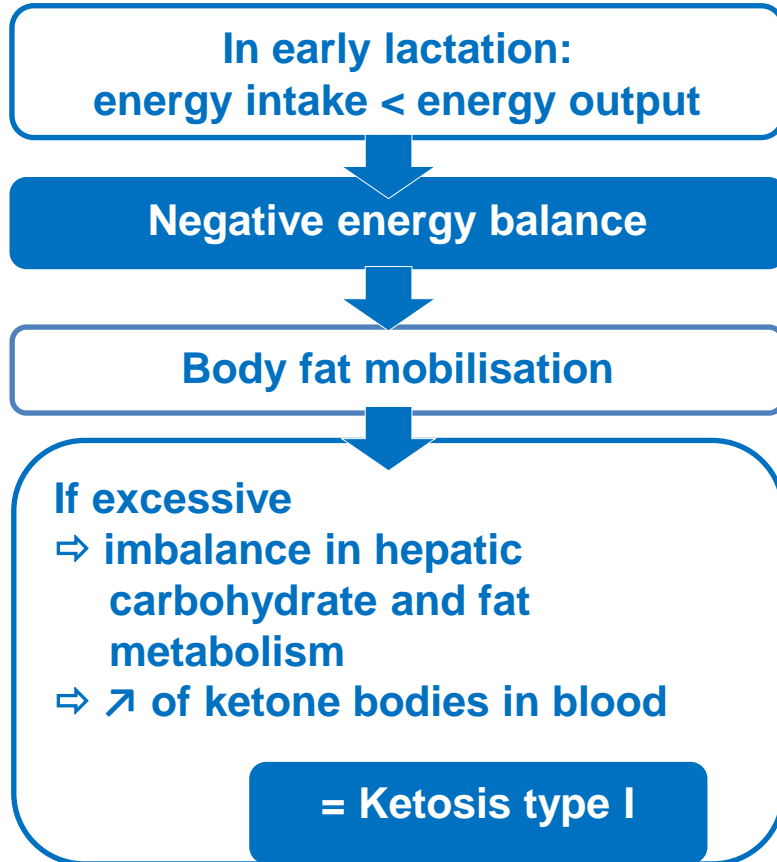 In early lactation:
energy intake < energy output
Negative energy balance
Body fat mobilisation
If excessive
⇨ imbalance in hepatic
carbohydrate and fat
metabolism
⇨ ↗ of ketone bodies in blood
= Ketosis type I